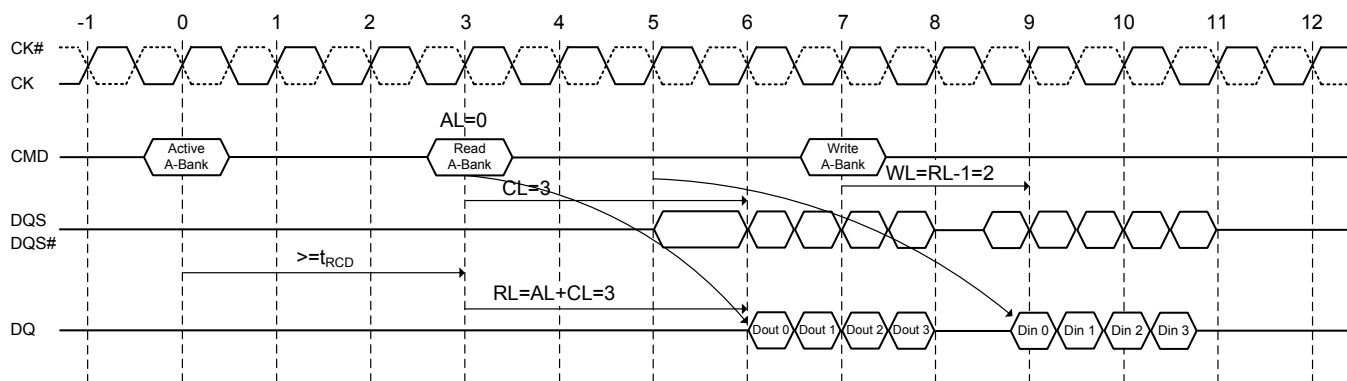 -1 0 1 2 3 4 5 6 7 8 9 10 11 12
CK#
CK
AL=0
CMD
Active
A-Bank
Read
A-Bank
Write
A-Bank
CL=3
WL=RL-1=2
DQS
DQS#
>=tRCD
RL=AL+CL=3
DQ
Dout 0 Dout 1 Dout 2 Dout 3 Din 0 Din 1 Din 2 Din 3